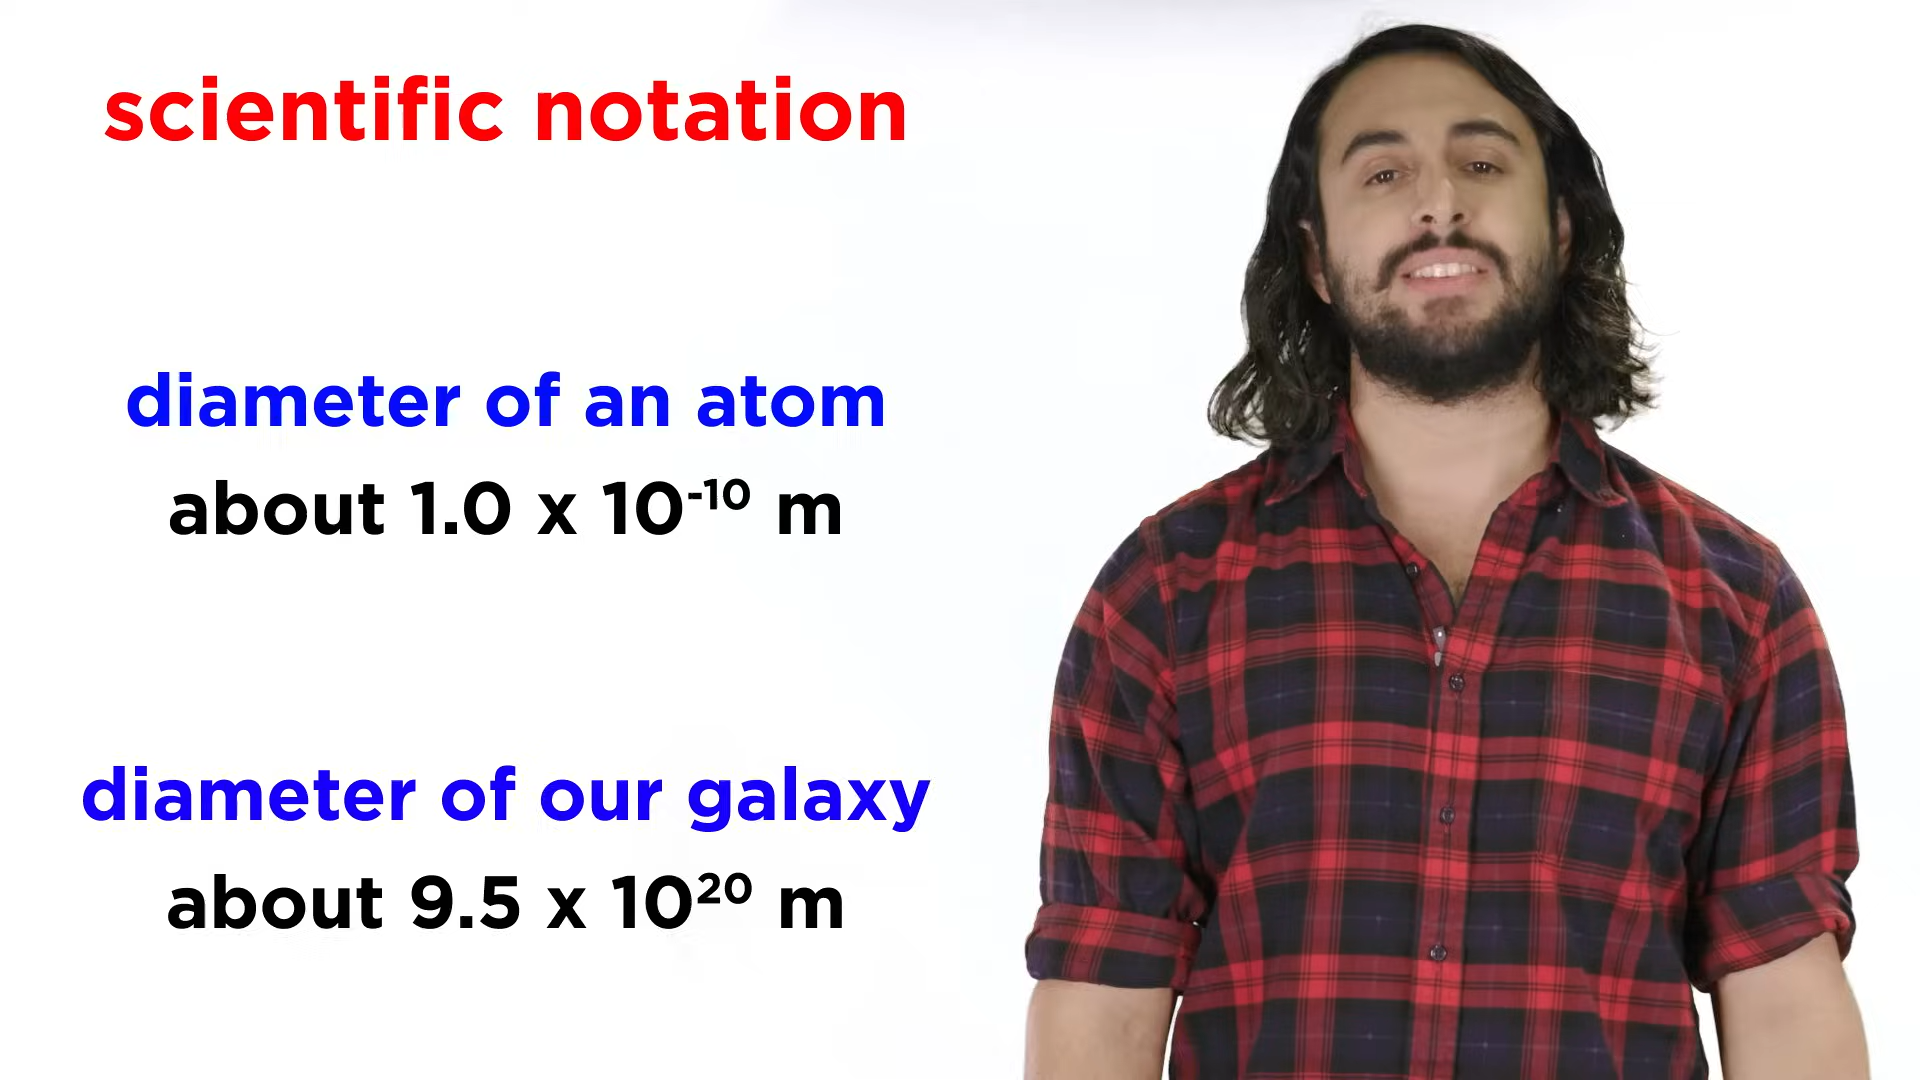 scientific notation
diameter of an atom
about 1.0 x 10⁻¹⁰ m
diameter of our galaxy
about 9.5 x 10²⁰ m